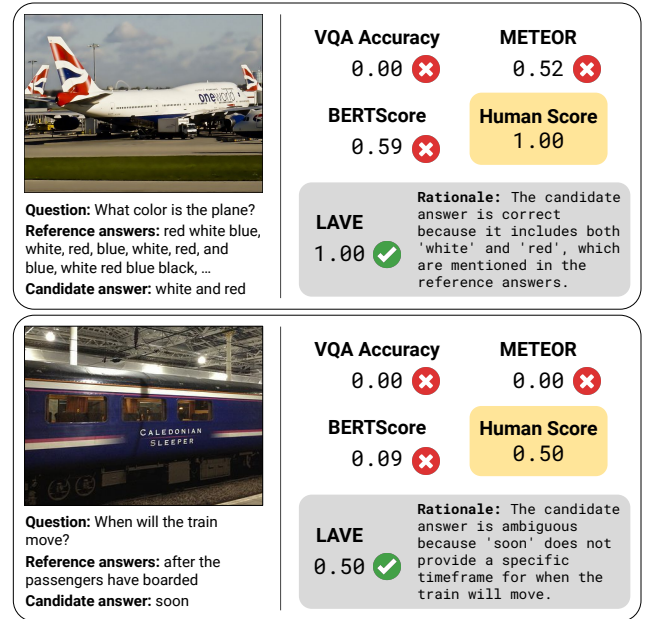 oneworld
Question: What color is the plane?
Reference answers: red white blue,
white, red, blue, white, red, and
blue, white red blue black, ...
Candidate answer: white and red
VQA Accuracy
0.00
METEOR
0.52
BERTScore
0.59
Human Score
1.00
LAVE
1.00
Rationale: The candidate
answer is correct
because it includes both
'white' and 'red', which
are mentioned in the
reference answers.
CALEDONIAN
SLEEPER
Question: When will the train
move?
Reference answers: after the
passengers have boarded
Candidate answer: soon
VQA Accuracy
0.00
METEOR
0.00
BERTScore
0.09
Human Score
0.50
LAVE
0.50
Rationale: The candidate
answer is ambiguous
because 'soon' does not
provide a specific
timeframe for when the
train will move.